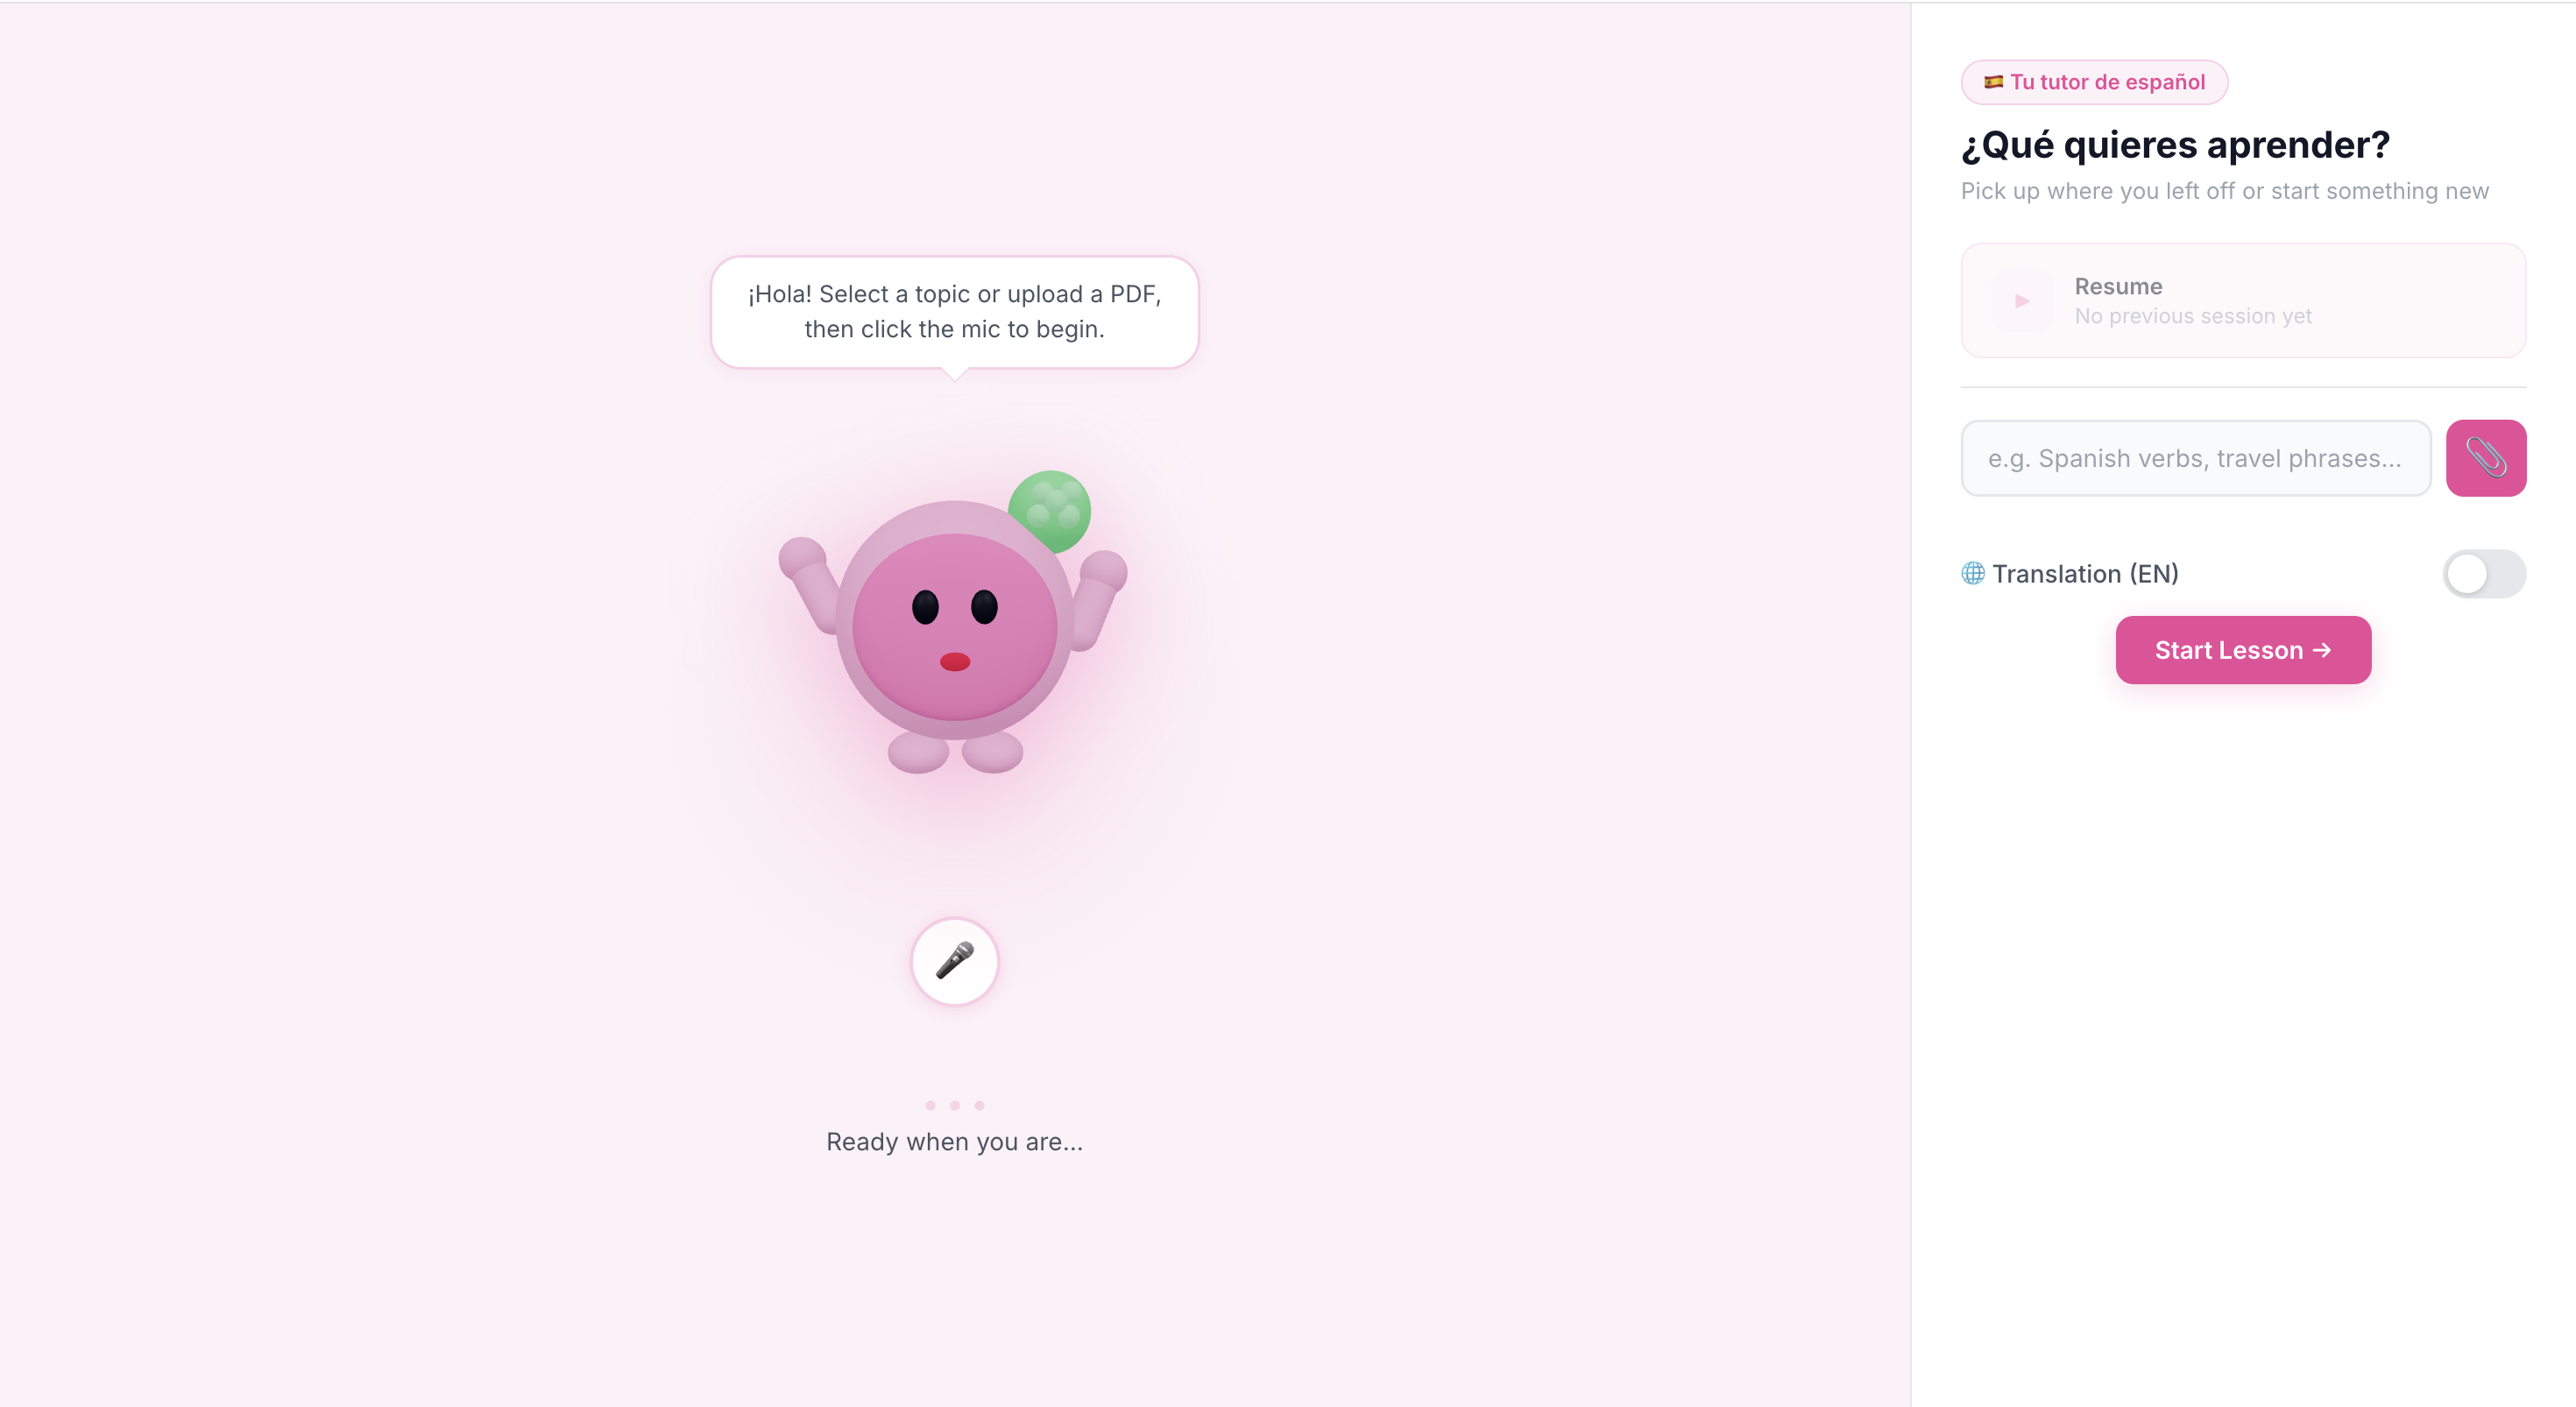 ¡Hola! Select a topic or upload a PDF,
then click the mic to begin.
Ready when you are...
Tu tutor de español
¿Qué quieres aprender?
Pick up where you left off or start something new
Resume
No previous session yet
e.g. Spanish verbs, travel phrases...
Translation (EN)
Start Lesson →